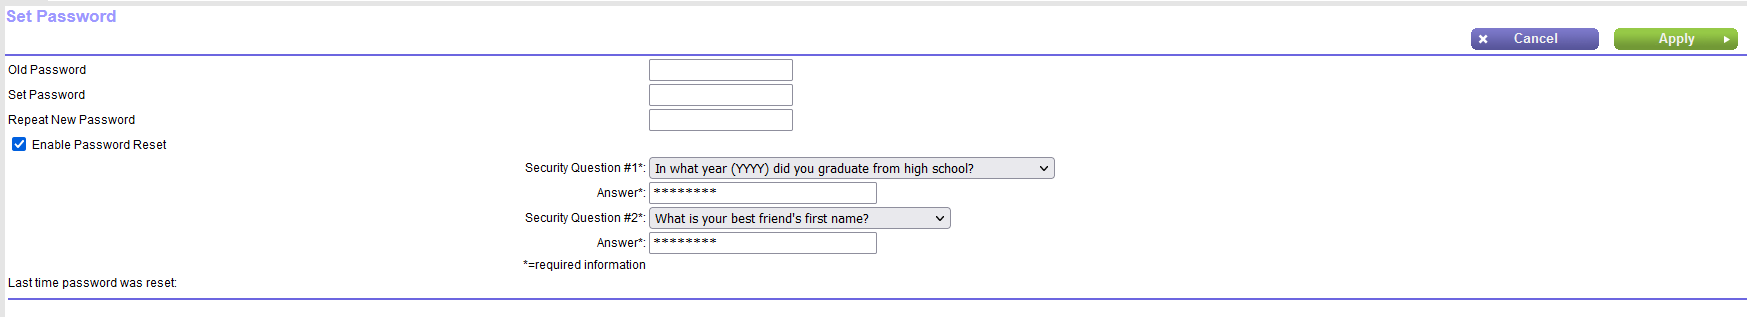 Set Password
Cancel
Apply
Old Password
Set Password
Repeat New Password
Enable Password Reset
Security Question #1*: In what year (YYYY) did you graduate from high school?
Answer*: ********
Security Question #2*: What is your best friend's first name?
Answer*: ********
*=required information
Last time password was reset: